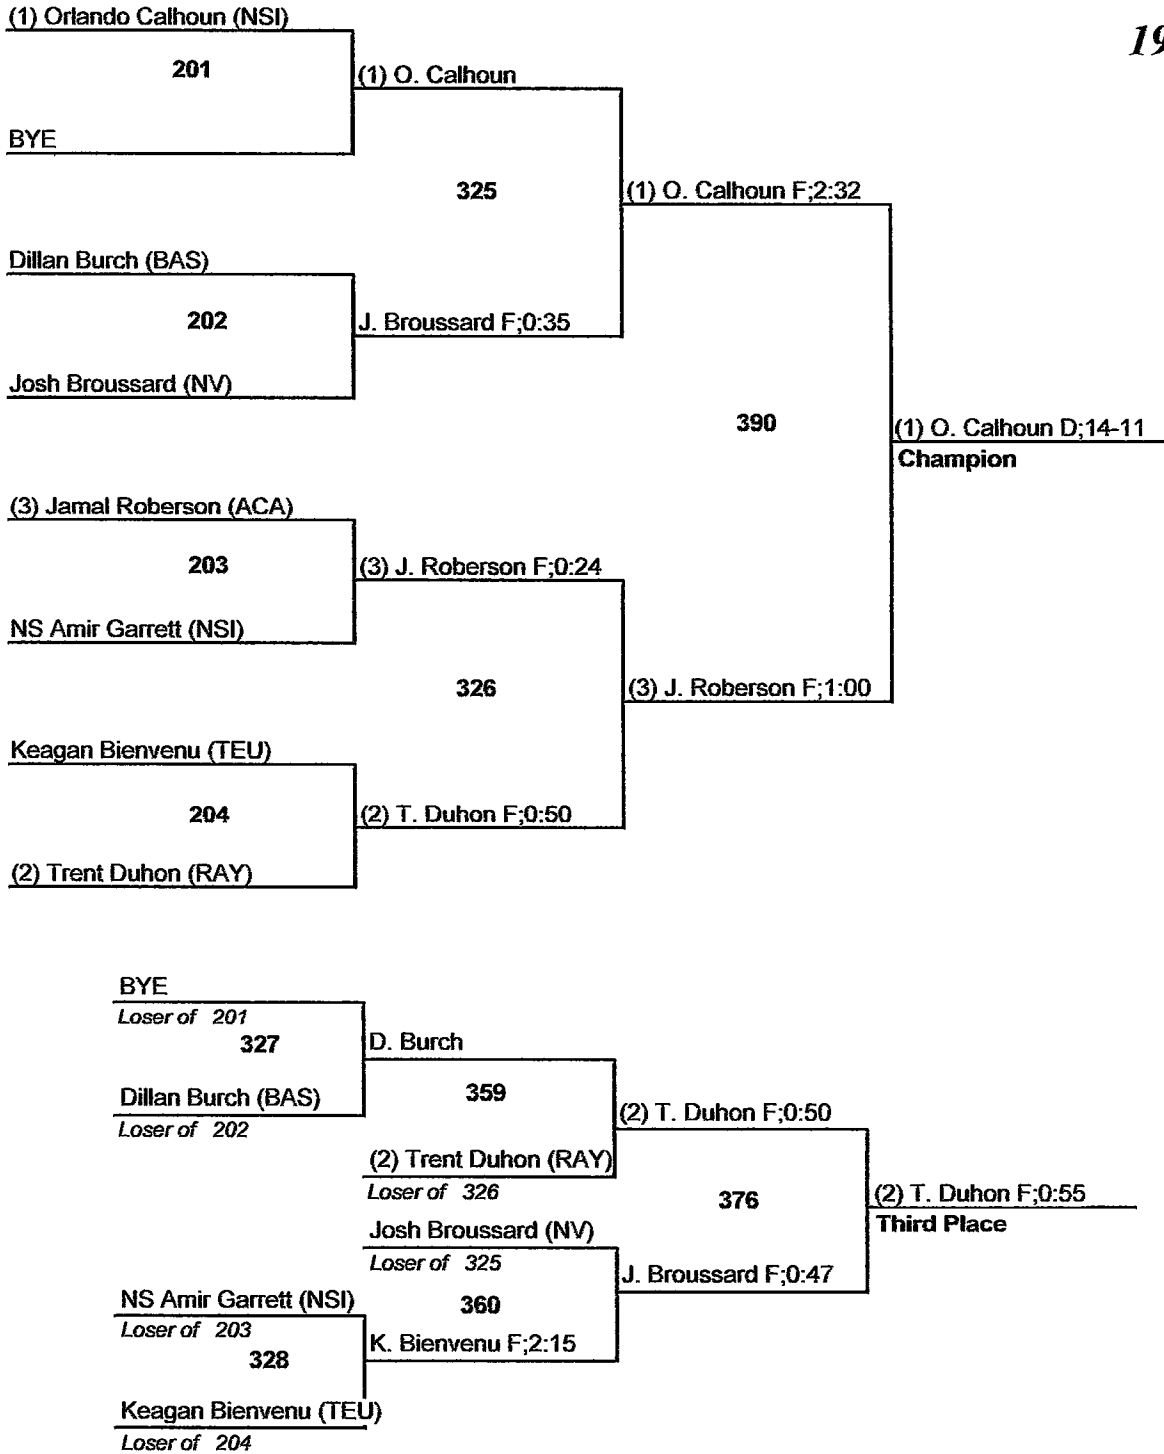 (1) Orlando Calhoun (NSI)
19
201
(1) O. Calhoun
BYE
325
(1) O. Calhoun F;2:32
Dillan Burch (BAS)
202
J. Broussard F;0:35
Josh Broussard (NV)
390
(1) O. Calhoun D;14-11
Champion
(3) Jamal Roberson (ACA)
203
(3) J. Roberson F;0:24
NS Amir Garrett (NSI)
326
(3) J. Roberson F;1:00
Keagan Bienvenu (TEU)
204
(2) T. Duhon F;0:50
(2) Trent Duhon (RAY)
BYE
Loser of 201
327
D. Burch
Dillan Burch (BAS)
Loser of 202
359
(2) T. Duhon F;0:50
(2) Trent Duhon (RAY)
Loser of 326
376
(2) T. Duhon F;0:55
Third Place
Josh Broussard (NV)
Loser of 325
J. Broussard F;0:47
NS Amir Garrett (NSI)
Loser of 203
360
328
K. Bienvenu F;2:15
Keagan Bienvenu (TEU)
Loser of 204